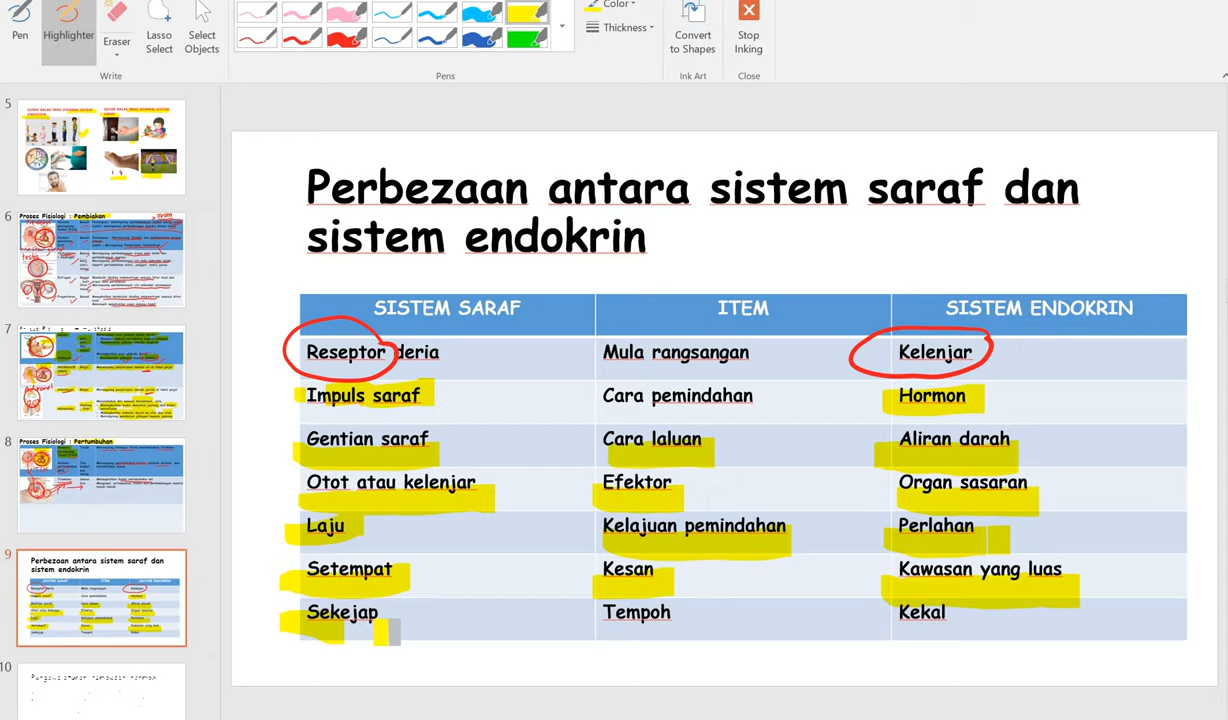 Color
Pen
Highlighter
Eraser
Lasso Select
Select Objects
Thickness
Convert to Shapes
Stop Inking
Write
Pens
Ink Art
Close
5
6
Proses Fisiologi : Pembiakan
7
8
Proses Fisiologi : Pertumbuhan
9
Perbezaan antara sistem saraf dan
sistem endokrin
10
Perbezaan antara sistem saraf dan
sistem endokrin
SISTEM SARAF ITEM SISTEM ENDOKRIN
Reseptor deria Mula rangsangan Kelenjar
Impuls saraf Cara pemindahan Hormon
Gentian saraf Cara laluan Aliran darah
Otot atau kelenjar Efektor Organ sasaran
Laju Kelajuan pemindahan Perlahan
Setempat Kesan Kawasan yang luas
Sekejap Tempoh Kekal